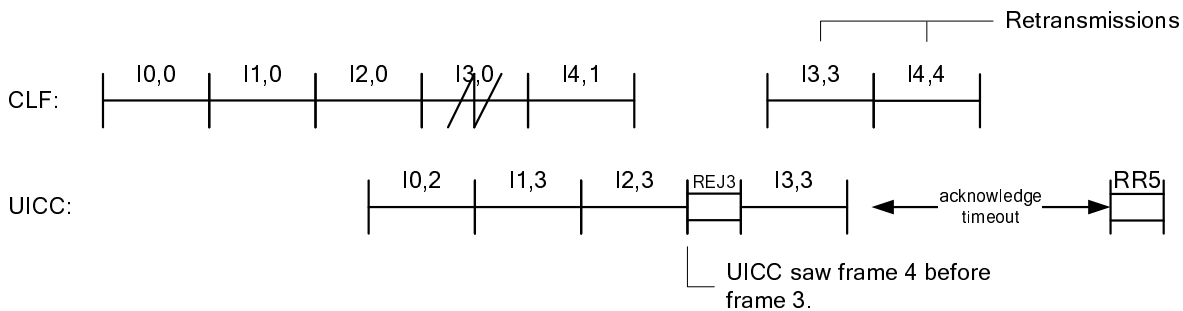 Retransmissions
CLF:
I0,0
I1,0
I2,0
I3,0
I4,1
I3,3
I4,4
UICC:
I0,2
I1,3
I2,3
REJ3
I3,3
acknowledge
timeout
RR5
UICC saw frame 4 before
frame 3.